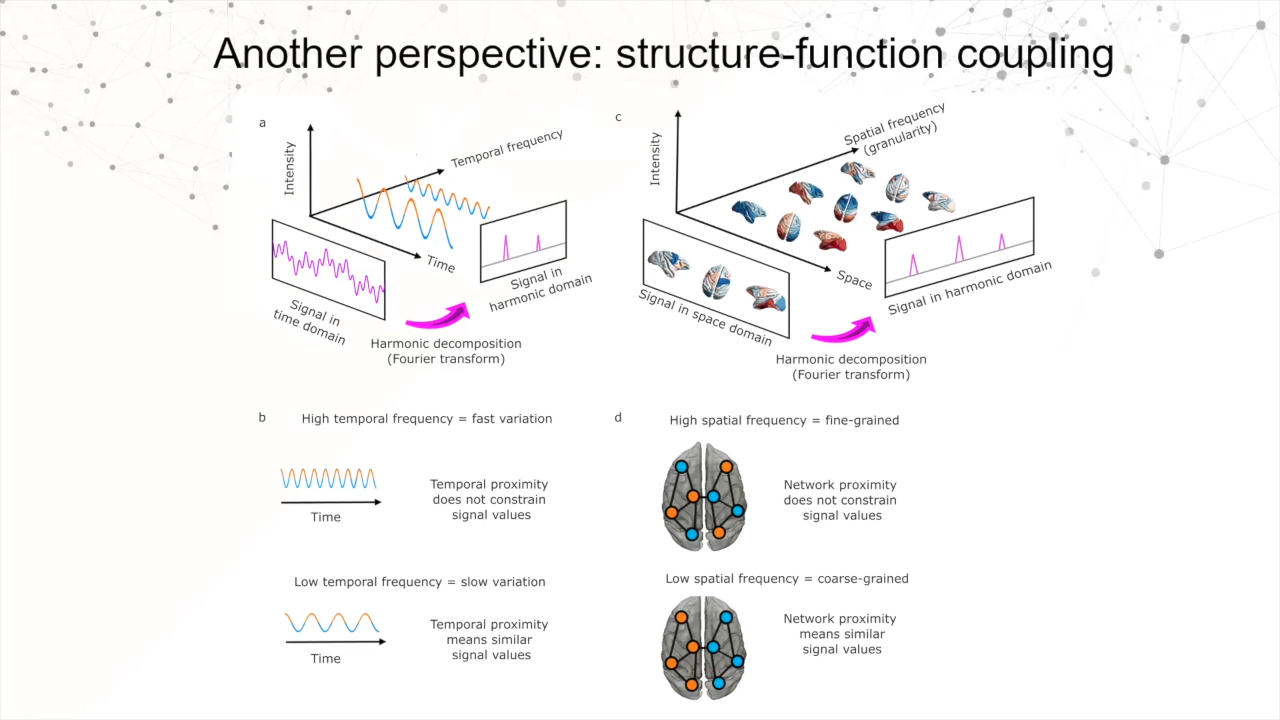 Another perspective: structure-function coupling
a
Intensity
Temporal frequency
Time
Signal in
time domain
Signal in
harmonic domain
Harmonic decomposition
(Fourier transform)
c
Intensity
Spatial frequency
(granularity)
Space
Signal in space domain
Signal in harmonic domain
Harmonic decomposition
(Fourier transform)
b
High temporal frequency = fast variation
Time
Temporal proximity
does not constrain
signal values
Low temporal frequency = slow variation
Time
Temporal proximity
means similar
signal values
d
High spatial frequency = fine-grained
Network proximity
does not constrain
signal values
Low spatial frequency = coarse-grained
Network proximity
means similar
signal values